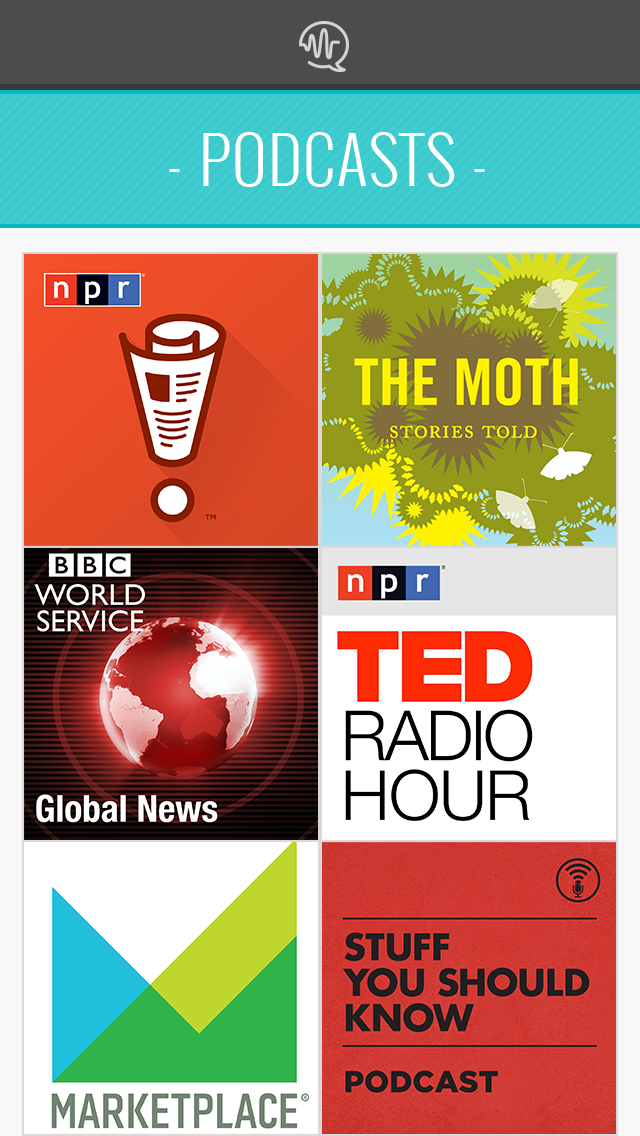 - PODCASTS -
npr
™
THE MOTH
STORIES TOLD
BBC
WORLD
SERVICE
Global News
npr
TED
RADIO
HOUR
MARKETPLACE®
STUFF
YOU SHOULD
KNOW
PODCAST